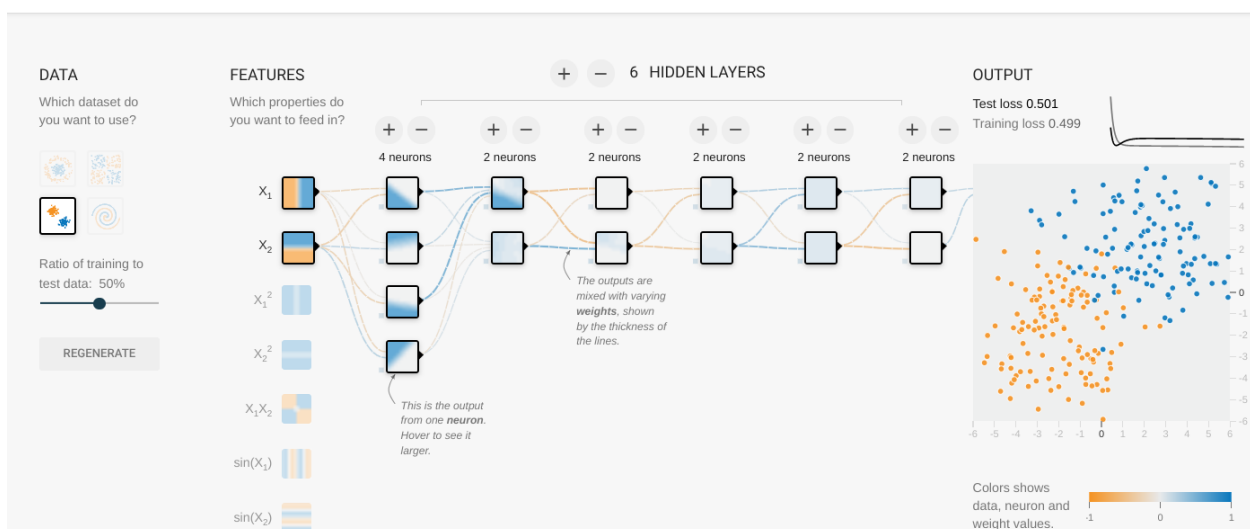 DATA
Which dataset do
you want to use?
Ratio of training to
test data: 50%
REGENERATE
FEATURES
Which properties do
you want to feed in?
X1
X2
X1²
X2²
X1X2
sin(X1)
sin(X2)
+ − 6 HIDDEN LAYERS
+ − + − + − + − + − + −
4 neurons 2 neurons 2 neurons 2 neurons 2 neurons 2 neurons
The outputs are
mixed with varying
weights, shown
by the thickness of
the lines.
This is the output
from one neuron.
Hover to see it
larger.
OUTPUT
Test loss 0.501
Training loss 0.499
6
5
4
3
2
1
0
-1
-2
-3
-4
-5
-6
-6 -5 -4 -3 -2 -1 0 1 2 3 4 5 6
Colors shows
data, neuron and
weight values.
-1 0 1